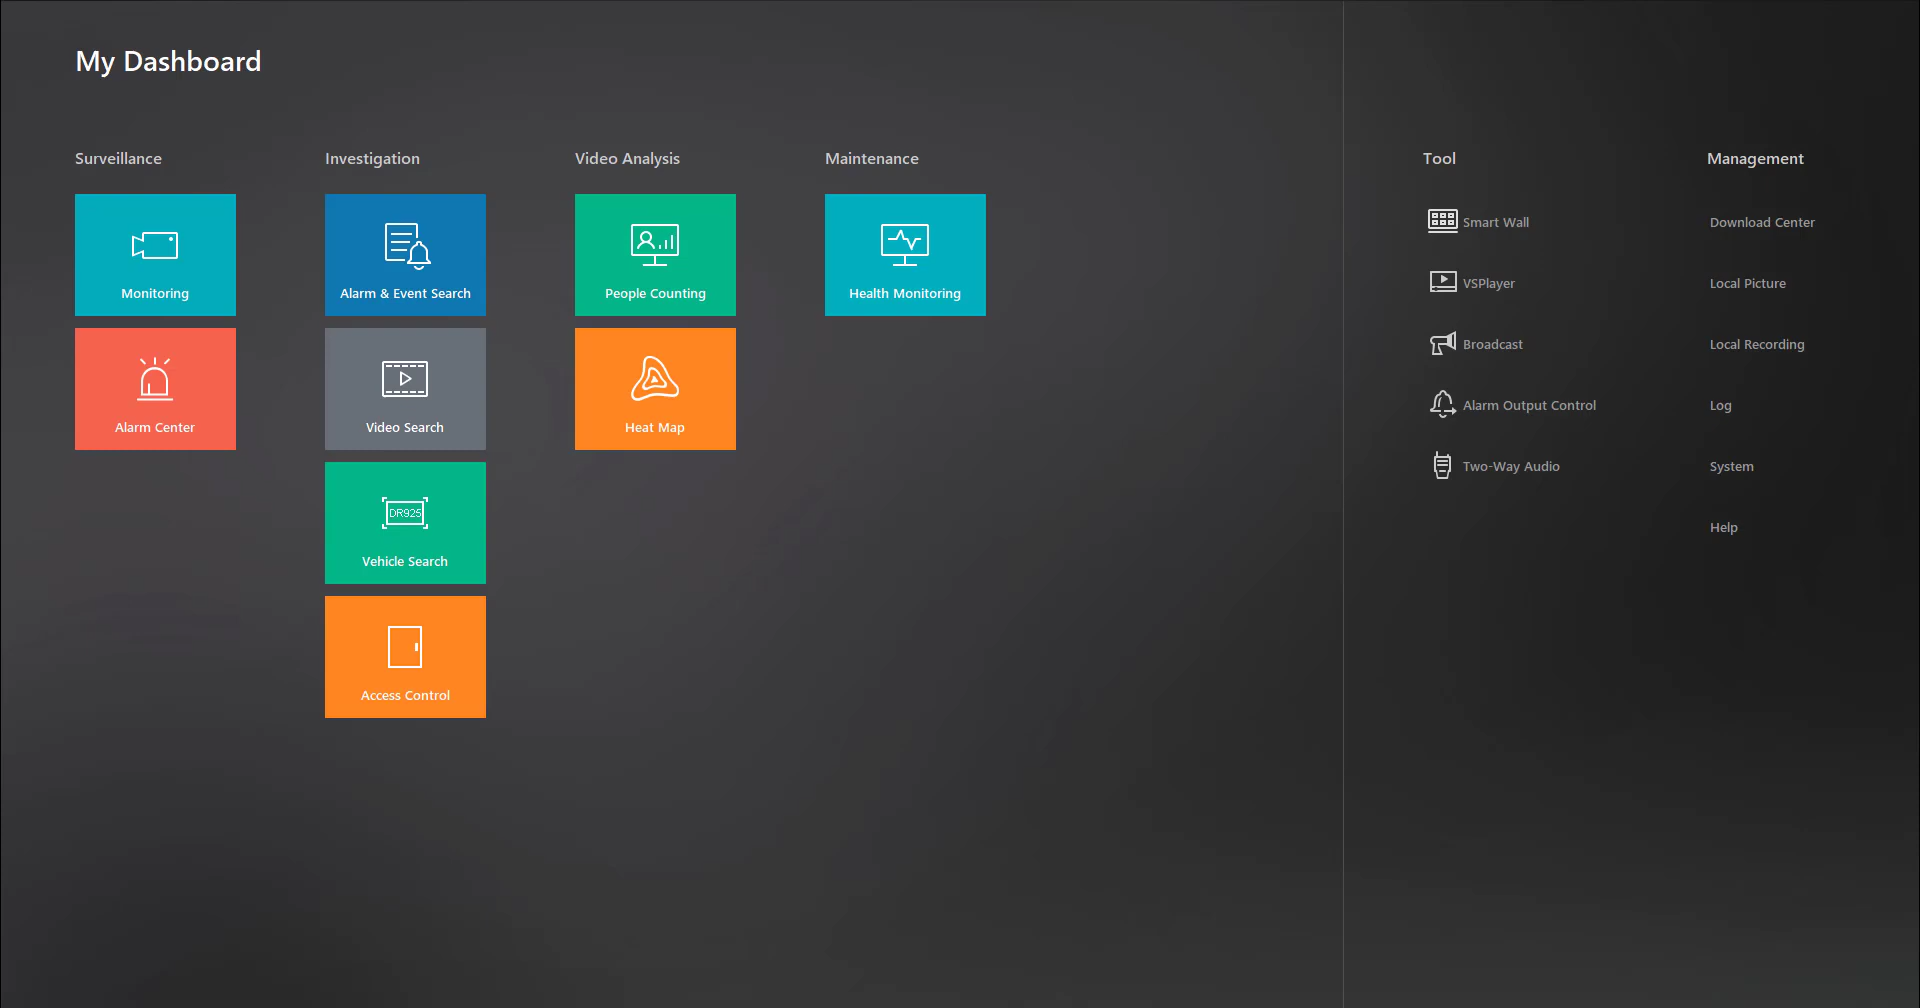 My Dashboard
Surveillance
Monitoring
Alarm Center
Investigation
Alarm & Event Search
Video Search
DR925
Vehicle Search
Access Control
Video Analysis
People Counting
Heat Map
Maintenance
Health Monitoring
Tool
Smart Wall
VSPlayer
Broadcast
Alarm Output Control
Two-Way Audio
Management
Download Center
Local Picture
Local Recording
Log
System
Help